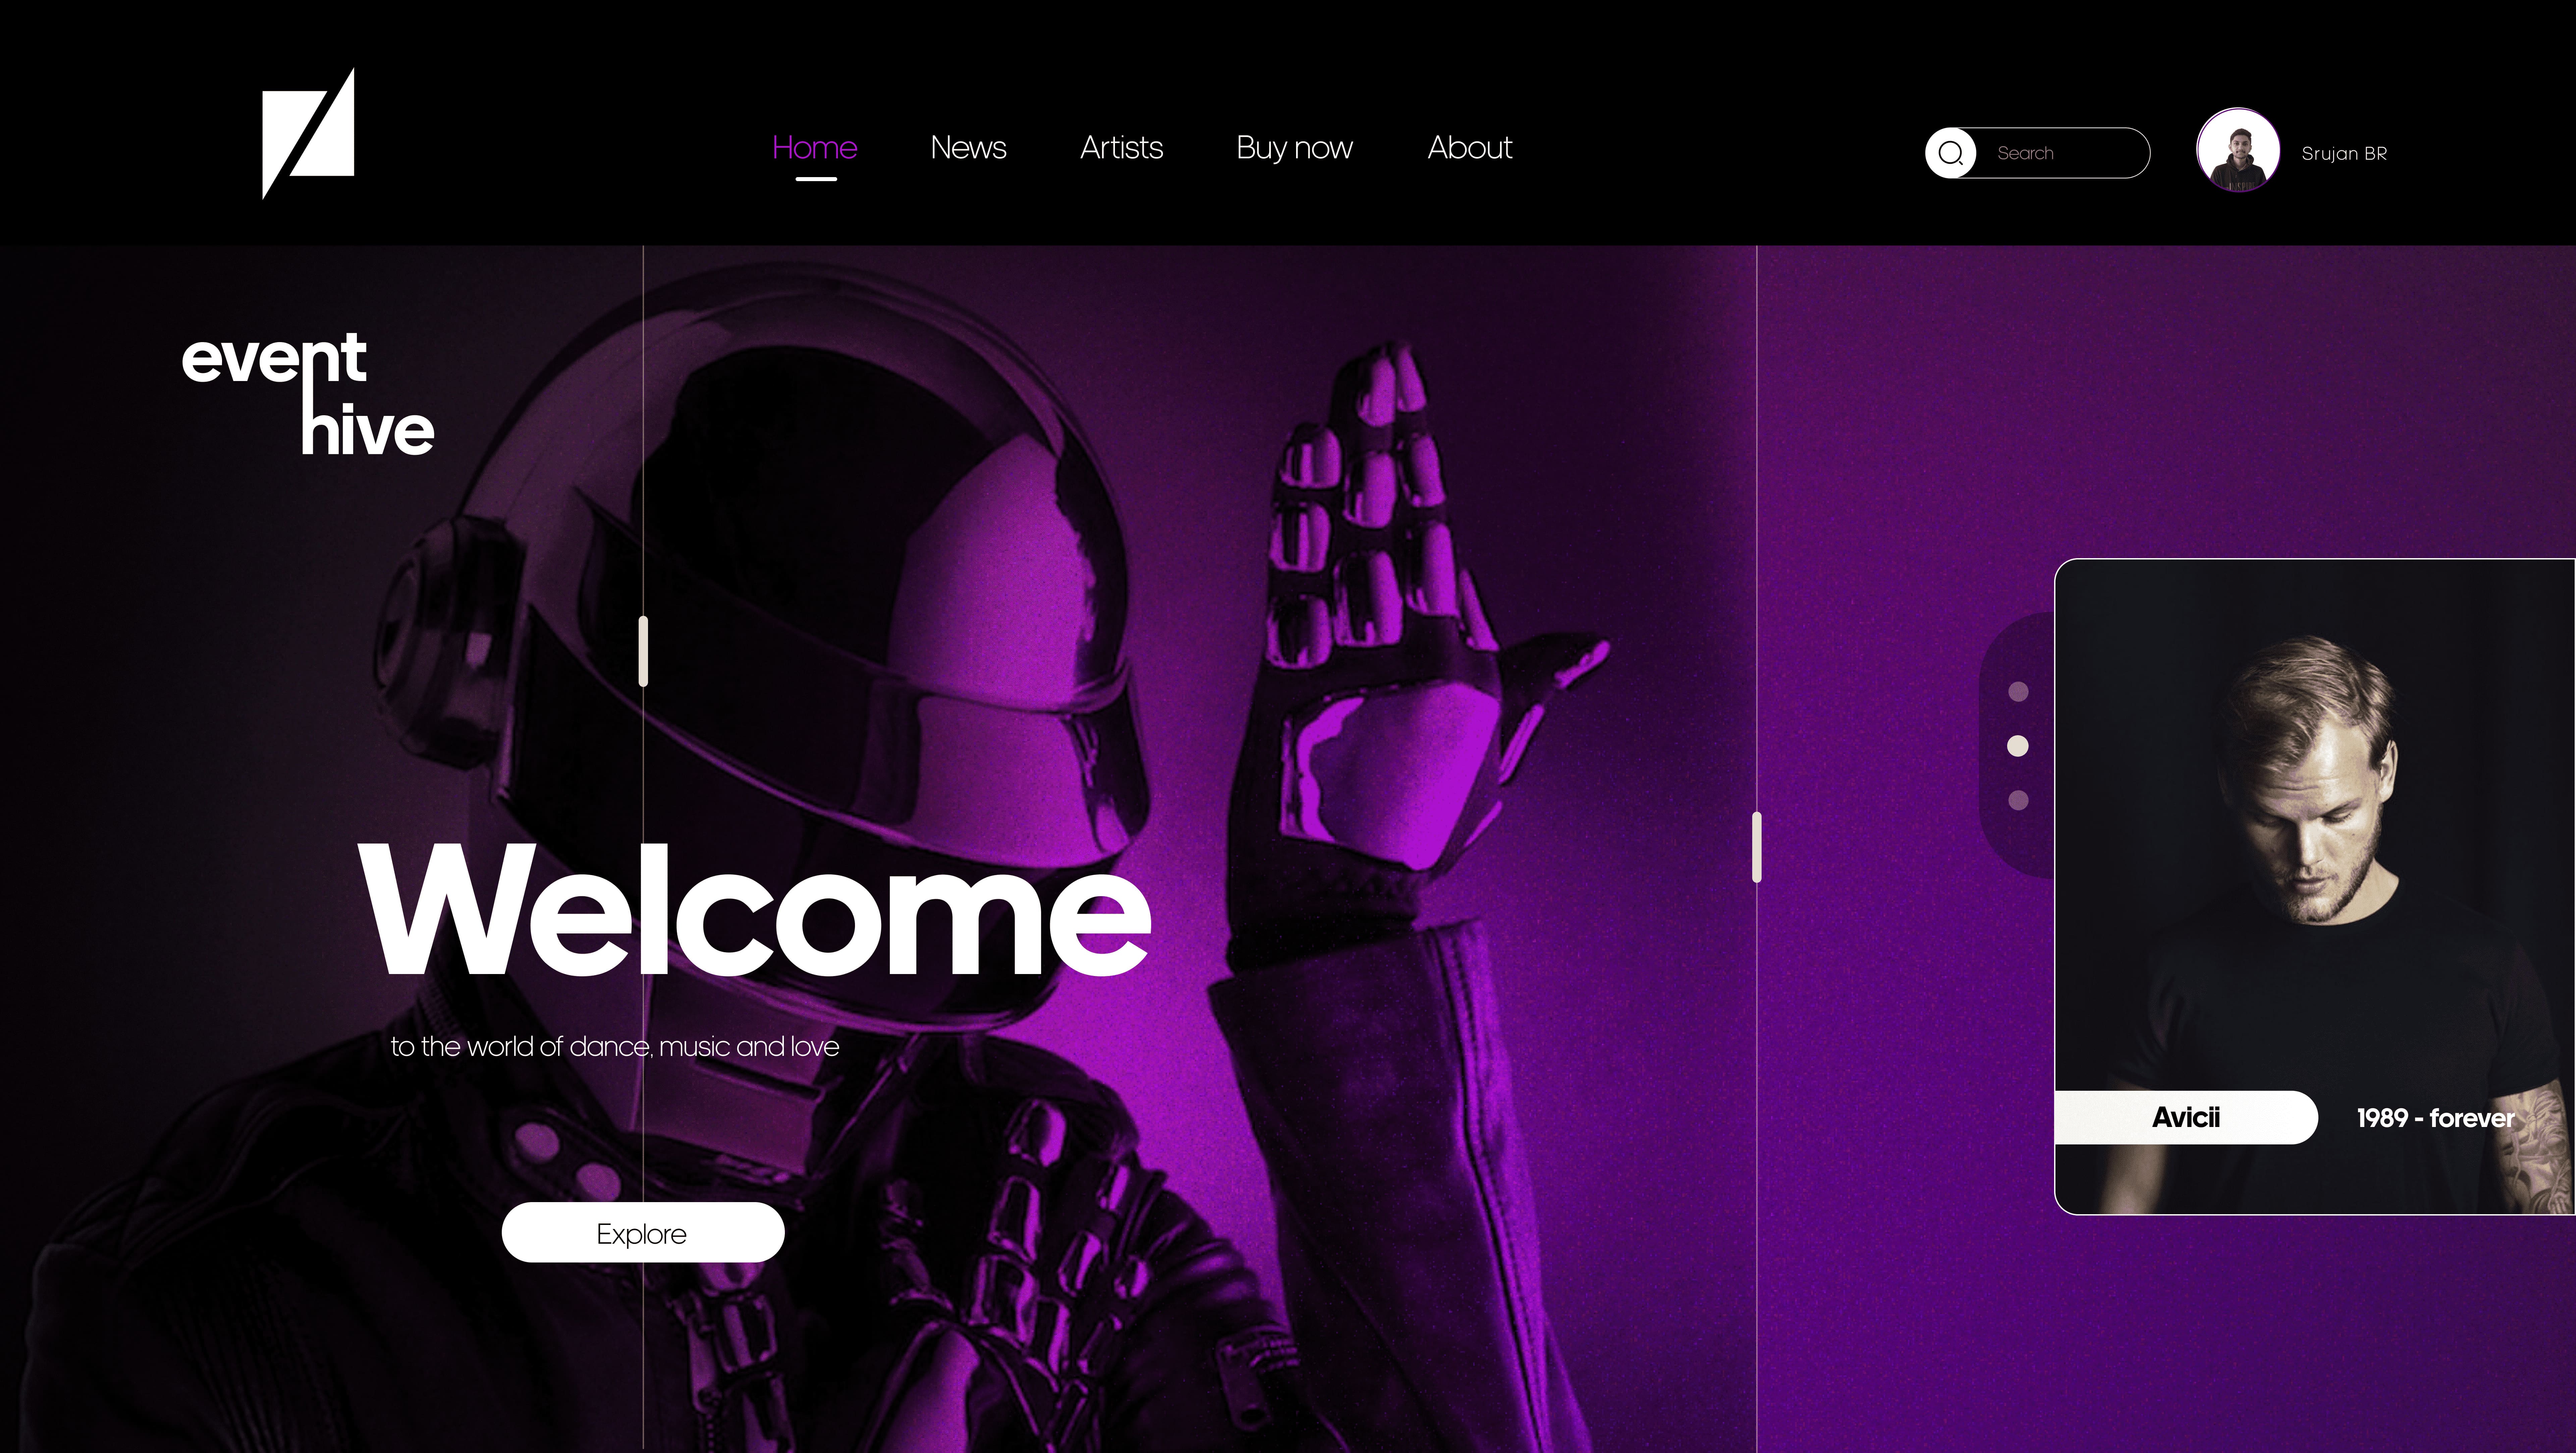 Home
News
Artists
Buy now
About
Search
Srujan BR
event
hive
Welcome
to the world of dance, music and love
Explore
Avicii
1989 - forever